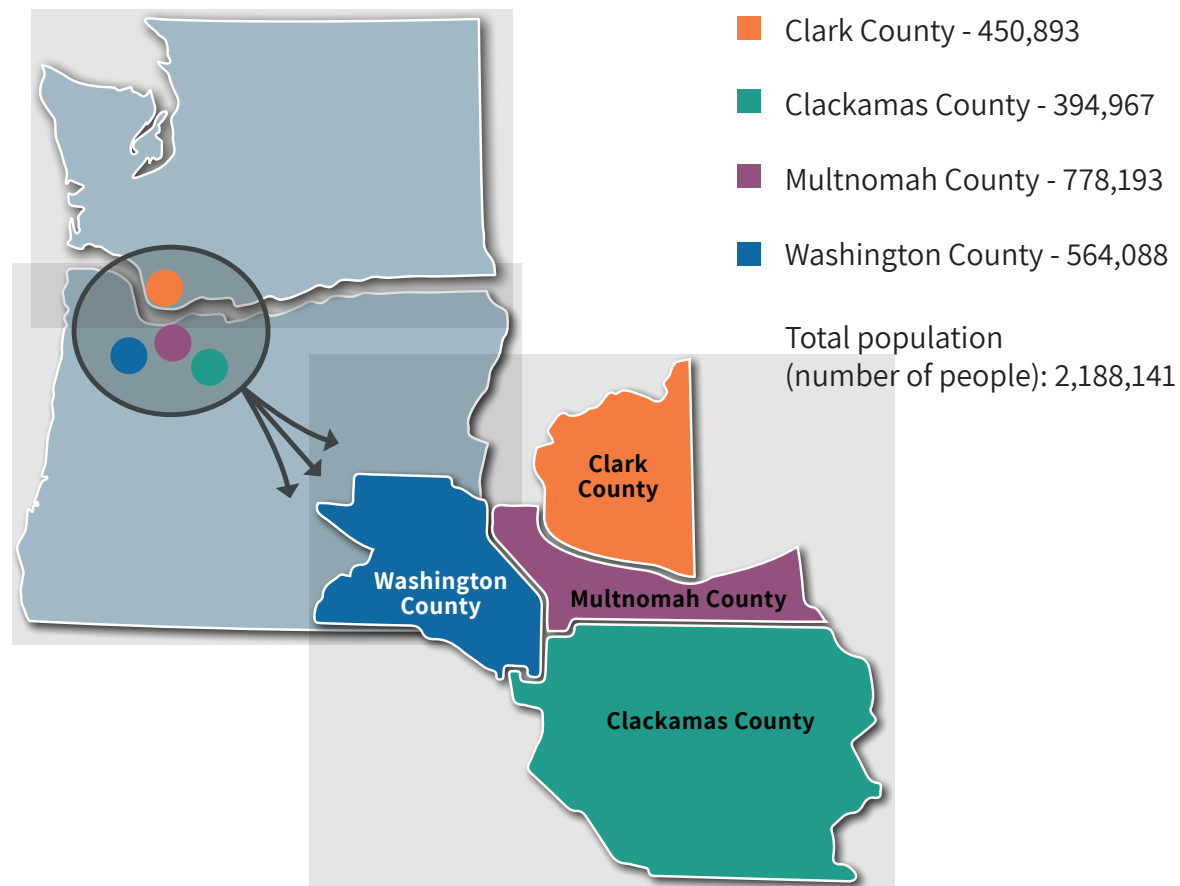 Clark County - 450,893
Clackamas County - 394,967
Multnomah County - 778,193
Washington County - 564,088
Total population
(number of people): 2,188,141
Clark
County
Washington
County
Multnomah County
Clackamas County